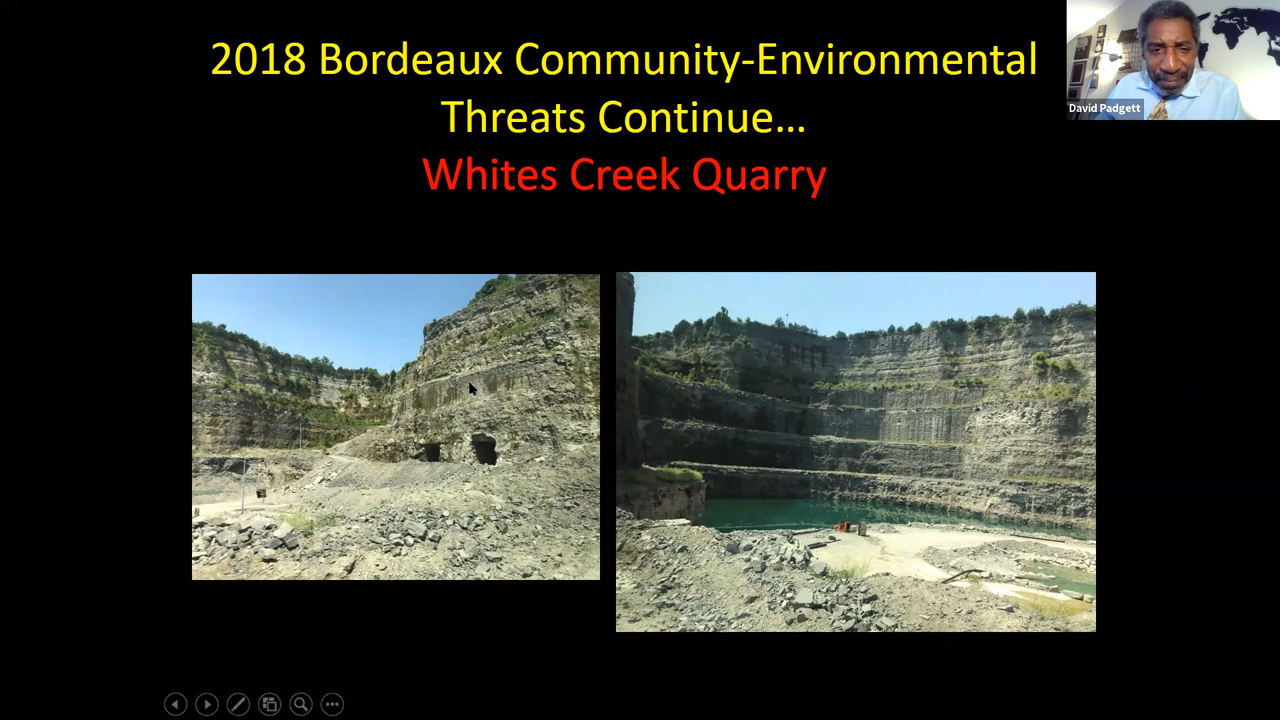 2018 Bordeaux Community-Environmental
Threats Continue…
Whites Creek Quarry
David Padgett